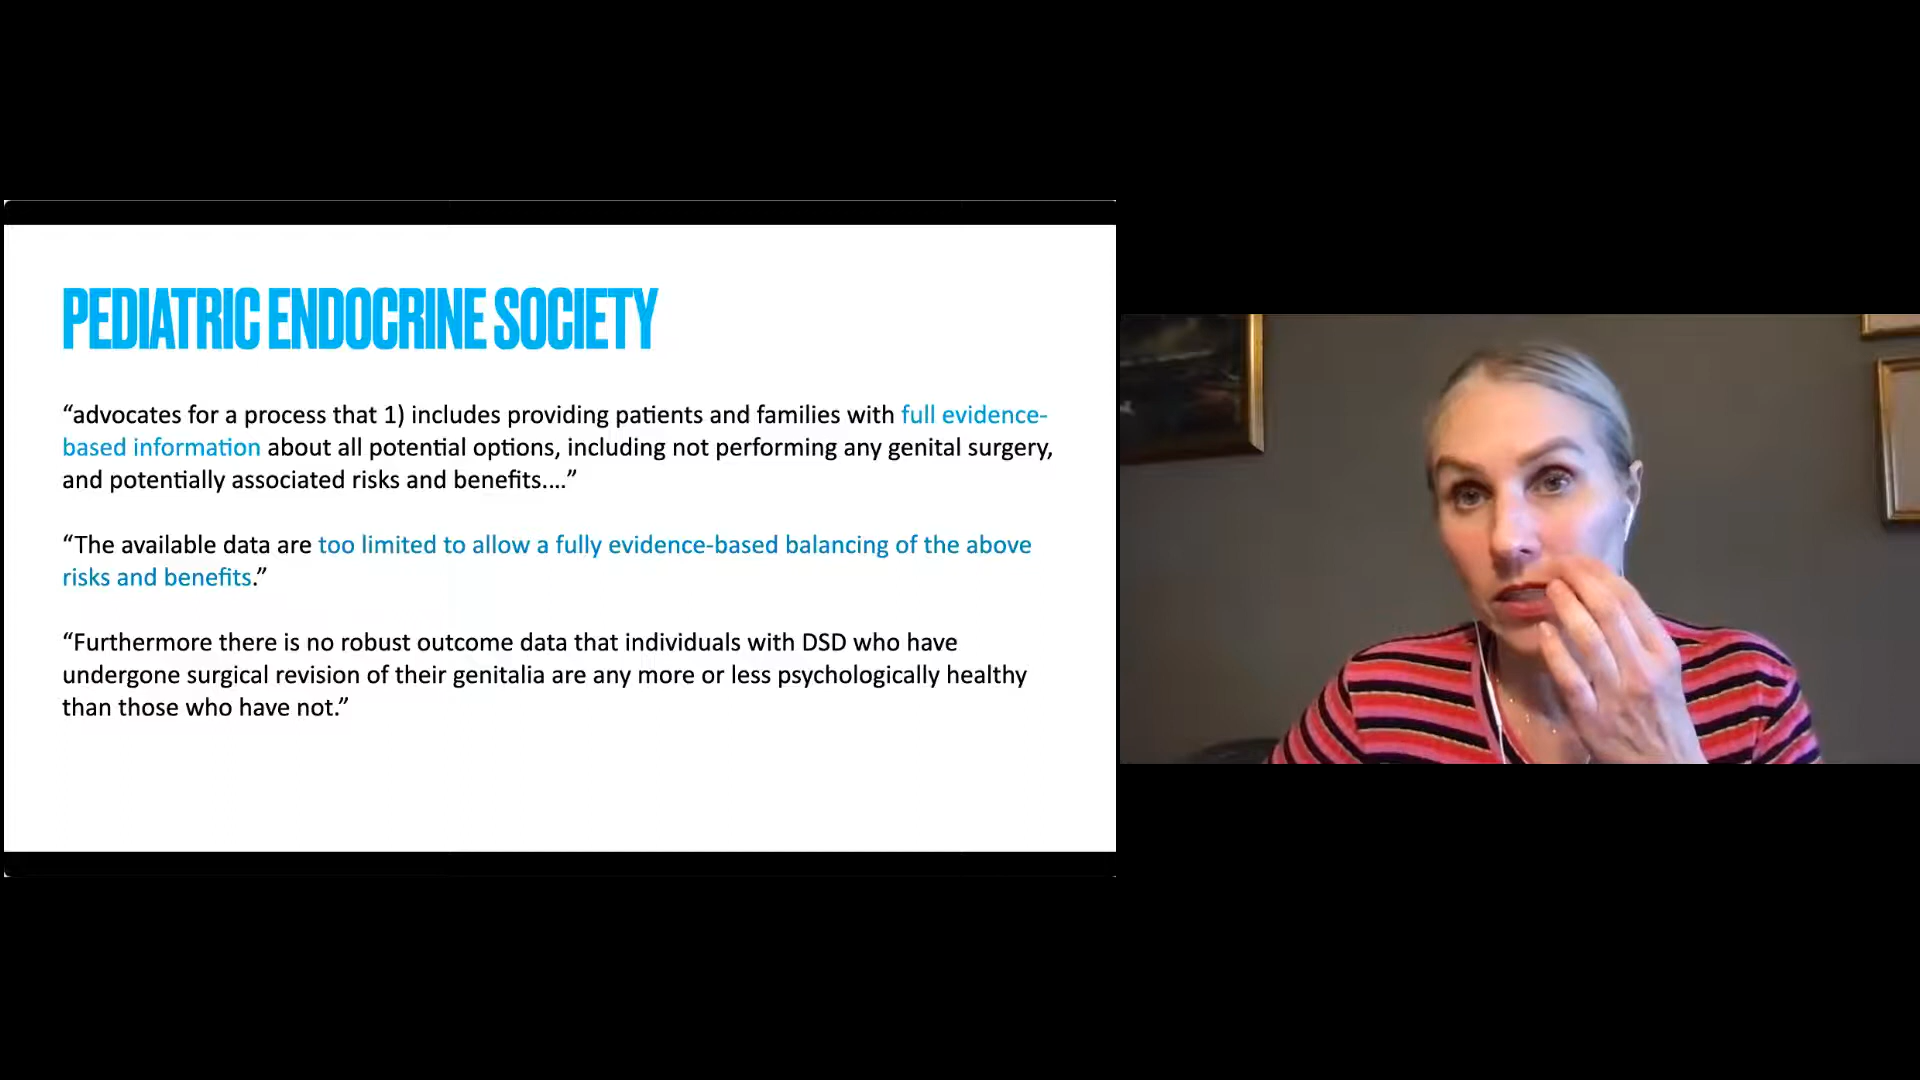 PEDIATRIC ENDOCRINE SOCIETY
“advocates for a process that 1) includes providing patients and families with full evidence-
based information about all potential options, including not performing any genital surgery,
and potentially associated risks and benefits....”
“The available data are too limited to allow a fully evidence-based balancing of the above
risks and benefits.”
“Furthermore there is no robust outcome data that individuals with DSD who have
undergone surgical revision of their genitalia are any more or less psychologically healthy
than those who have not.”